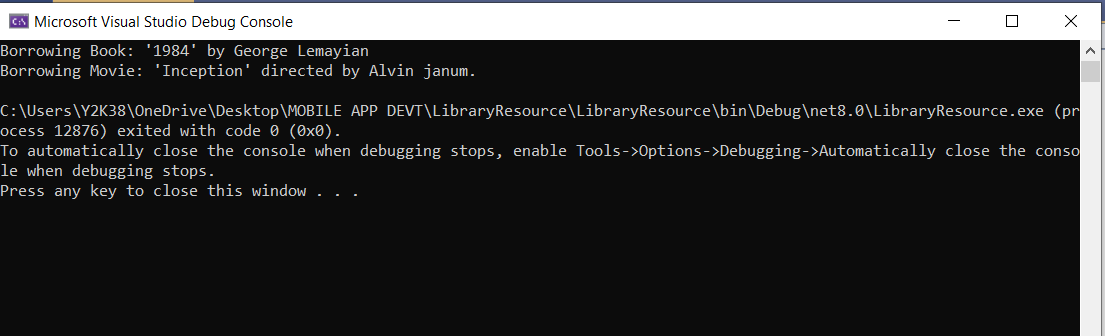 Microsoft Visual Studio Debug Console
Borrowing Book: '1984' by George Lemayian
Borrowing Movie: 'Inception' directed by Alvin janum.
C:\Users\Y2K38\OneDrive\Desktop\MOBILE APP DEVT\LibraryResource\LibraryResource\bin\Debug\net8.0\LibraryResource.exe (pr
ocess 12876) exited with code 0 (0x0).
To automatically close the console when debugging stops, enable Tools->Options->Debugging->Automatically close the conso
le when debugging stops.
Press any key to close this window . . .